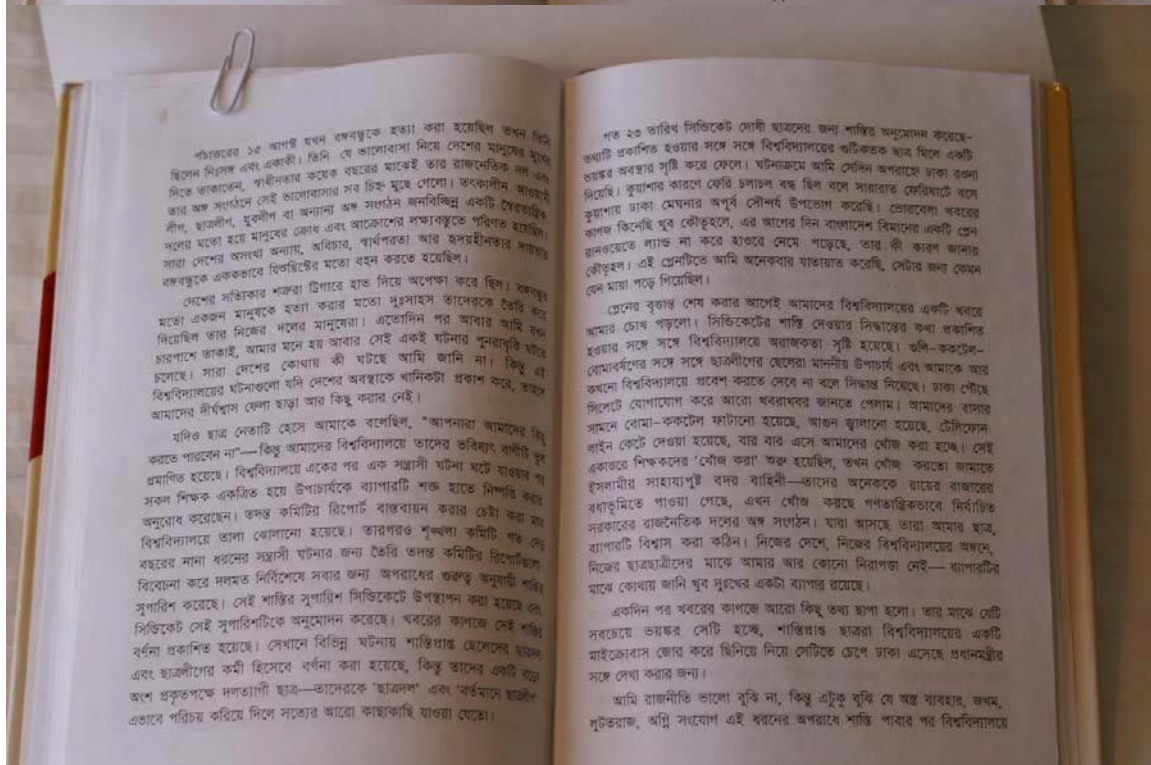 পঁচাত্তরের ১৫ আগস্ট যখন বঙ্গবন্ধুকে হত্যা করা হয়েছিল তখন তিনি
ছিলেন নিঃসঙ্গ এবং একাকী। তিনি যে ভালোবাসা নিয়ে দেশের মানুষের মুখের
দিকে তাকাতেন, স্বাধীনতার কয়েক বছরের মাঝেই তার রাজনৈতিক দল এবং
তার অঙ্গ সংগঠনে সেই ভালোবাসার সব চিহ্ন মুছে গেলো। তৎকালীন আওয়ামী
লীগ, ছাত্রলীগ, যুবলীগ বা অন্যান্য অঙ্গ সংগঠন জনবিচ্ছিন্ন একটি স্বৈরতান্ত্রিক
দলের মতো হয়ে মানুষের ক্রোধ এবং আক্রোশের লক্ষ্যবস্তুতে পরিণত হয়েছিল।
সারা দেশের অসংখ্য অন্যায়, অবিচার, স্বার্থপরতা আর হৃদয়হীনতার দায়ভার
বঙ্গবন্ধুকে এককভাবে যিশুখ্রিস্টের মতো বহন করতে হয়েছিল।
দেশের সত্যিকার শত্রুরা ট্রিগারে হাত দিয়ে অপেক্ষা করে ছিল। বঙ্গবন্ধুর
মতো একজন মানুষকে হত্যা করার মতো দুঃসাহস তাদেরকে তৈরি করে
দিয়েছিল তার নিজের দলের মানুষেরা। এতোদিন পর আবার আমি যখন
চারপাশে তাকাই, আমার মনে হয় আবার সেই একই ঘটনার পুনরাবৃত্তি ঘটতে
চলেছে। সারা দেশের কোথায় কী ঘটছে আমি জানি না। কিন্তু এই
বিশ্ববিদ্যালয়ের ঘটনাগুলো যদি দেশের অবস্থাকে খানিকটা প্রকাশ করে, তাহলে
আমাদের দীর্ঘশ্বাস ফেলা ছাড়া আর কিছু করার নেই।
যদিও ছাত্র নেতাটি হেসে আমাকে বলেছিল, “আপনারা আমাদের কিছু
করতে পারবেন না”—কিন্তু আমাদের বিশ্ববিদ্যালয়ে তাদের ভবিষ্যৎ বাণীটি ভুল
প্রমাণিত হয়েছে। বিশ্ববিদ্যালয়ে একের পর এক সন্ত্রাসী ঘটনা ঘটে যাওয়ার পর
সকল শিক্ষক একত্রিত হয়ে উপাচার্যকে ব্যাপারটি শক্ত হাতে নিষ্পত্তি করার
অনুরোধ করেছেন। তদন্ত কমিটির রিপোর্ট বাস্তবায়ন করার চেষ্টা করা মাত্র
বিশ্ববিদ্যালয়ে তালা ঝোলানো হয়েছে। তারপরও শৃঙ্খলা কমিটি গত দেড়
বছরের নানা ধরনের সন্ত্রাসী ঘটনার জন্য তৈরি তদন্ত কমিটির রিপোর্টগুলো
বিবেচনা করে দলমত নির্বিশেষে সবার জন্য অপরাধের গুরুত্ব অনুযায়ী শাস্তির
সুপারিশ করেছে। সেই শাস্তির সুপারিশ সিন্ডিকেটে উপস্থাপন করা হয়েছে এবং
সিন্ডিকেট সেই সুপারিশটিকে অনুমোদন করেছে। খবরের কাগজে সেই শাস্তির
বর্ণনা প্রকাশিত হয়েছে। সেখানে বিভিন্ন ঘটনায় শাস্তিপ্রাপ্ত ছেলেদের ছাত্রদল
এবং ছাত্রলীগের কর্মী হিসেবে বর্ণনা করা হয়েছে, কিন্তু তাদের একটি বড়ো
অংশ প্রকৃতপক্ষে দলত্যাগী ছাত্র—তাদেরকে ‘ছাত্রদল’ এবং ‘বর্তমানে ছাত্রলীগ’
এভাবে পরিচয় করিয়ে দিলে সত্যের আরো কাছাকাছি যাওয়া যেতো।
গত ২৩ তারিখ সিন্ডিকেট দোষী ছাত্রদের জন্য শাস্তির অনুমোদন করেছে–
তথ্যটি প্রকাশিত হওয়ার সঙ্গে সঙ্গে বিশ্ববিদ্যালয়ের গুটিকতক ছাত্র মিলে একটি
ভয়ঙ্কর অবস্থার সৃষ্টি করে ফেলে। ঘটনাক্রমে আমি সেদিন অপরাহ্নে ঢাকা রওনা
দিয়েছি। কুয়াশার কারণে ফেরি চলাচল বন্ধ ছিল বলে সারারাত ফেরিঘাটে বসে
কুয়াশায় ঢাকা মেঘনার অপূর্ব সৌন্দর্য উপভোগ করেছি। ভোরবেলা খবরের
কাগজ কিনেছি খুব কৌতূহলে, এর আগের দিন বাংলাদেশ বিমানের একটি প্লেন
রানওয়েতে ল্যান্ড না করে হাওরে নেমে পড়েছে, তার কী কারণ জানার
কৌতূহল। এই প্লেনটিতে আমি অনেকবার যাতায়াত করেছি, সেটার জন্য কেমন
যেন মায়া পড়ে গিয়েছিল।
প্লেনের বৃত্তান্ত শেষ করার আগেই আমাদের বিশ্ববিদ্যালয়ের একটি খবরে
আমার চোখ পড়লো। সিন্ডিকেটের শাস্তি দেওয়ার সিদ্ধান্তের কথা প্রকাশিত
হওয়ার সঙ্গে সঙ্গে বিশ্ববিদ্যালয়ে অরাজকতা সৃষ্টি হয়েছে। গুলি–ককটেল–
বোমাবর্ষণের সঙ্গে সঙ্গে ছাত্রলীগের ছেলেরা মাননীয় উপাচার্য এবং আমাকে আর
কখনো বিশ্ববিদ্যালয়ে প্রবেশ করতে দেবে না বলে সিদ্ধান্ত নিয়েছে। ঢাকা পৌঁছে
সিলেটে যোগাযোগ করে আরো খবরাখবর জানতে পেলাম। আমাদের বাসার
সামনে বোমা–ককটেল ফাটানো হয়েছে, আগুন জ্বালানো হয়েছে, টেলিফোন
লাইন কেটে দেওয়া হয়েছে, বার বার এসে আমাদের খোঁজ করা হচ্ছে। সেই
একাত্তরে শিক্ষকদের ‘খোঁজ করা’ শুরু হয়েছিল, তখন খোঁজ করতো জামাতে
ইসলামীর সাহায্যপুষ্ট বদর বাহিনী—তাদের অনেককে রায়ের বাজারের
বধ্যভূমিতে পাওয়া গেছে, এখন খোঁজ করছে গণতান্ত্রিকভাবে নির্বাচিত
সরকারের রাজনৈতিক দলের অঙ্গ সংগঠন। যারা আসছে তারা আমার ছাত্র,
ব্যাপারটি বিশ্বাস করা কঠিন। নিজের দেশে, নিজের বিশ্ববিদ্যালয়ের অঙ্গনে,
নিজের ছাত্রছাত্রীদের মাঝে আমার আর কোনো নিরাপত্তা নেই— ব্যাপারটির
মাঝে কোথায় জানি খুব দুঃখের একটা ব্যাপার রয়েছে।
একদিন পর খবরের কাগজে আরো কিছু তথ্য ছাপা হলো। তার মাঝে যেটি
সবচেয়ে ভয়ঙ্কর সেটি হচ্ছে, শাস্তিপ্রাপ্ত ছাত্ররা বিশ্ববিদ্যালয়ের একটি
মাইক্রোবাস জোর করে ছিনিয়ে নিয়ে সেটিতে চেপে ঢাকা এসেছে প্রধানমন্ত্রীর
সঙ্গে দেখা করার জন্য।
আমি রাজনীতি ভালো বুঝি না, কিন্তু এটুকু বুঝি যে অস্ত্র ব্যবহার, জখম,
লুটতরাজ, অগ্নি সংযোগ এই ধরনের অপরাধে শাস্তি পাবার পর বিশ্ববিদ্যালয়ে